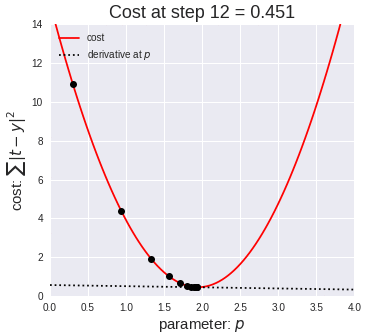 Cost at step 12 = 0.451
cost
derivative at p
cost: ∑|t − y|²
14
12
10
8
6
4
2
0
0.0 0.5 1.0 1.5 2.0 2.5 3.0 3.5 4.0
parameter: p